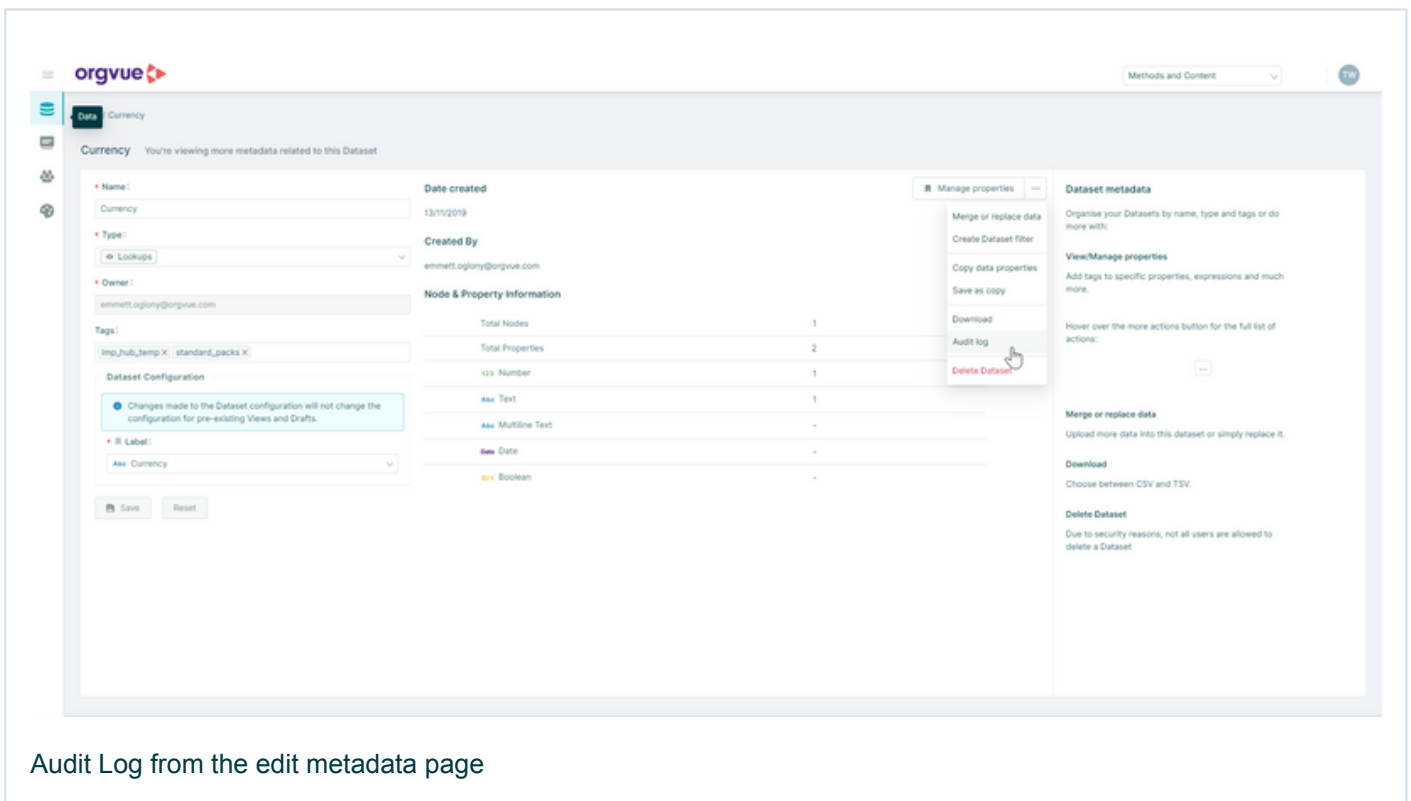 orgvue
Methods and Content
TW
Data / Currency
Currency You're viewing more metadata related to this Dataset
* Name:
Currency
* Type:
Lookups
* Owner:
emmett.ogiony@orgvue.com
Tags:
imp_hub_temp × standard_packs ×
Dataset Configuration
Changes made to the Dataset configuration will not change the
configuration for pre-existing Views and Drafts.
* Label:
Abc Currency
Save Reset
Date created
13/11/2019
Created By
emmett.ogiony@orgvue.com
Node & Property Information
Total Nodes 1
Total Properties 2
123 Number 1
Abc Text 1
Abc Multiline Text -
Date Date -
0/1 Boolean -
Manage properties ...
Merge or replace data
Create Dataset filter
Copy data properties
Save as copy
Download
Audit log
Delete Dataset
Dataset metadata
Organise your Datasets by name, type and tags or do
more with:
View/Manage properties
Add tags to specific properties, expressions and much
more.
Hover over the more actions button for the full list of
actions:
...
Merge or replace data
Upload more data into this dataset or simply replace it.
Download
Choose between CSV and TSV.
Delete Dataset
Due to security reasons, not all users are allowed to
delete a Dataset
Audit Log from the edit metadata page